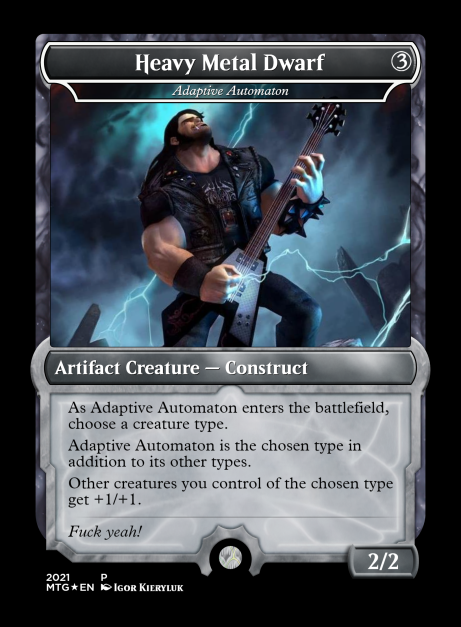 Heavy Metal Dwarf 3
Adaptive Automaton
Artifact Creature — Construct
As Adaptive Automaton enters the battlefield,
choose a creature type.
Adaptive Automaton is the chosen type in
addition to its other types.
Other creatures you control of the chosen type
get +1/+1.
Fuck yeah!
2/2
2021 P
MTG★EN Igor Kieryluk